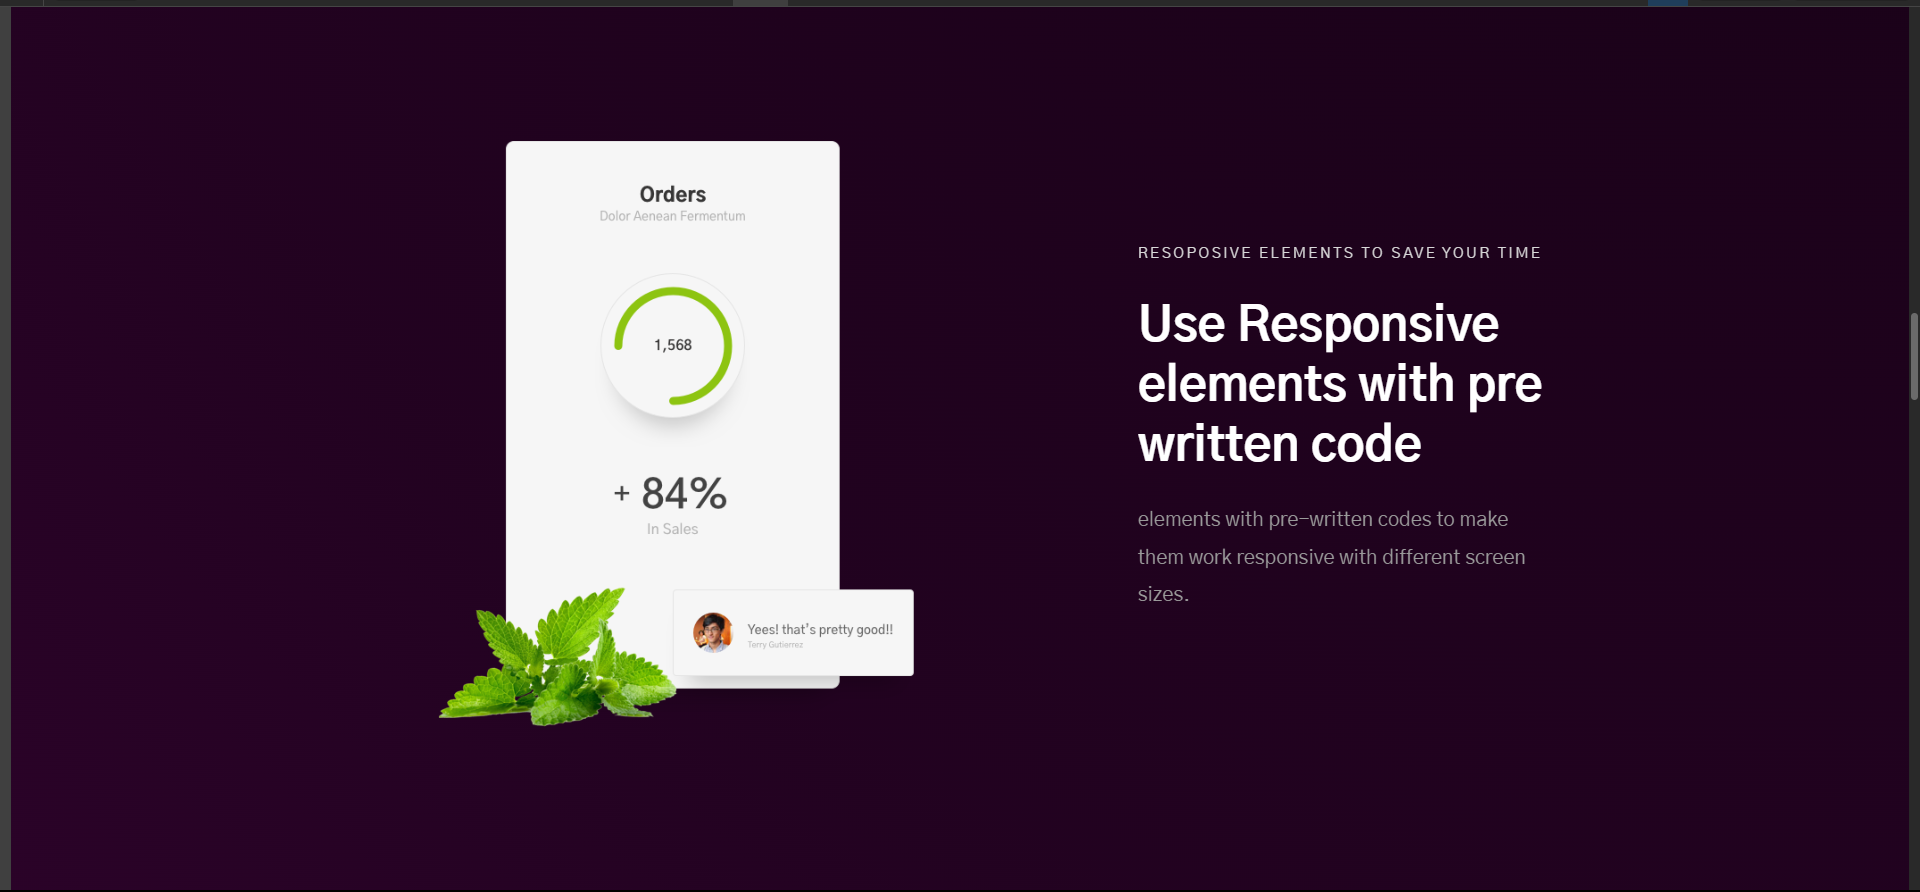 Orders
Dolor Aenean Fermentum
1,568
+ 84%
In Sales
Yees! that's pretty good!!
Terry Gutierrez
RESOPOSIVE ELEMENTS TO SAVE YOUR TIME
Use Responsive
elements with pre
written code
elements with pre-written codes to make
them work responsive with different screen
sizes.